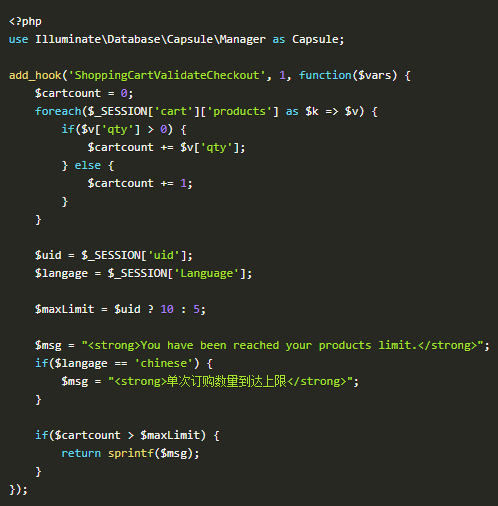 <?php
use Illuminate\Database\Capsule\Manager as Capsule;
add_hook('ShoppingCartValidateCheckout', 1, function($vars) {
$cartcount = 0;
foreach($_SESSION['cart']['products'] as $k => $v) {
if($v['qty'] > 0) {
$cartcount += $v['qty'];
} else {
$cartcount += 1;
}
}
$uid = $_SESSION['uid'];
$langage = $_SESSION['Language'];
$maxLimit = $uid ? 10 : 5;
$msg = "<strong>You have been reached your products limit.</strong>";
if($langage == 'chinese') {
$msg = "<strong>单次订购数量到达上限</strong>";
}
if($cartcount > $maxLimit) {
return sprintf($msg);
}
});